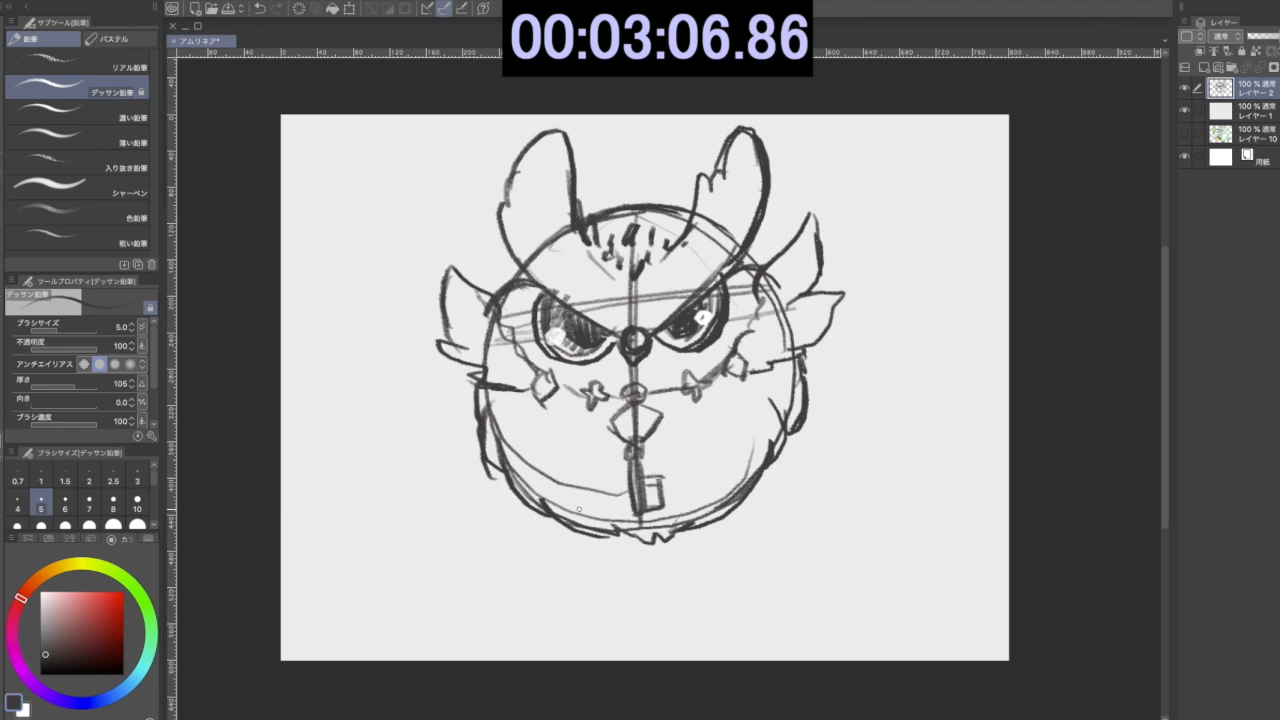 00:03:06.86
サブツール[鉛筆]
鉛筆
パステル
リアル鉛筆
デッサン鉛筆
濃い鉛筆
薄い鉛筆
入り抜き鉛筆
シャーペン
色鉛筆
粗い鉛筆
ツールプロパティ[デッサン鉛筆]
デッサン鉛筆
ブラシサイズ 5.0
不透明度 100
アンチエイリアス
厚さ 105
向き 0.0
ブラシ濃度 100
ブラシサイズ[デッサン鉛筆]
0.7 1 1.5 2 2.5 3
4 5 6 7 8 10
カラ
アムリネア*
レイヤー
通常
100 % 通常
レイヤー 2
100 % 通常
レイヤー 1
100 % 通常
レイヤー 10
用紙